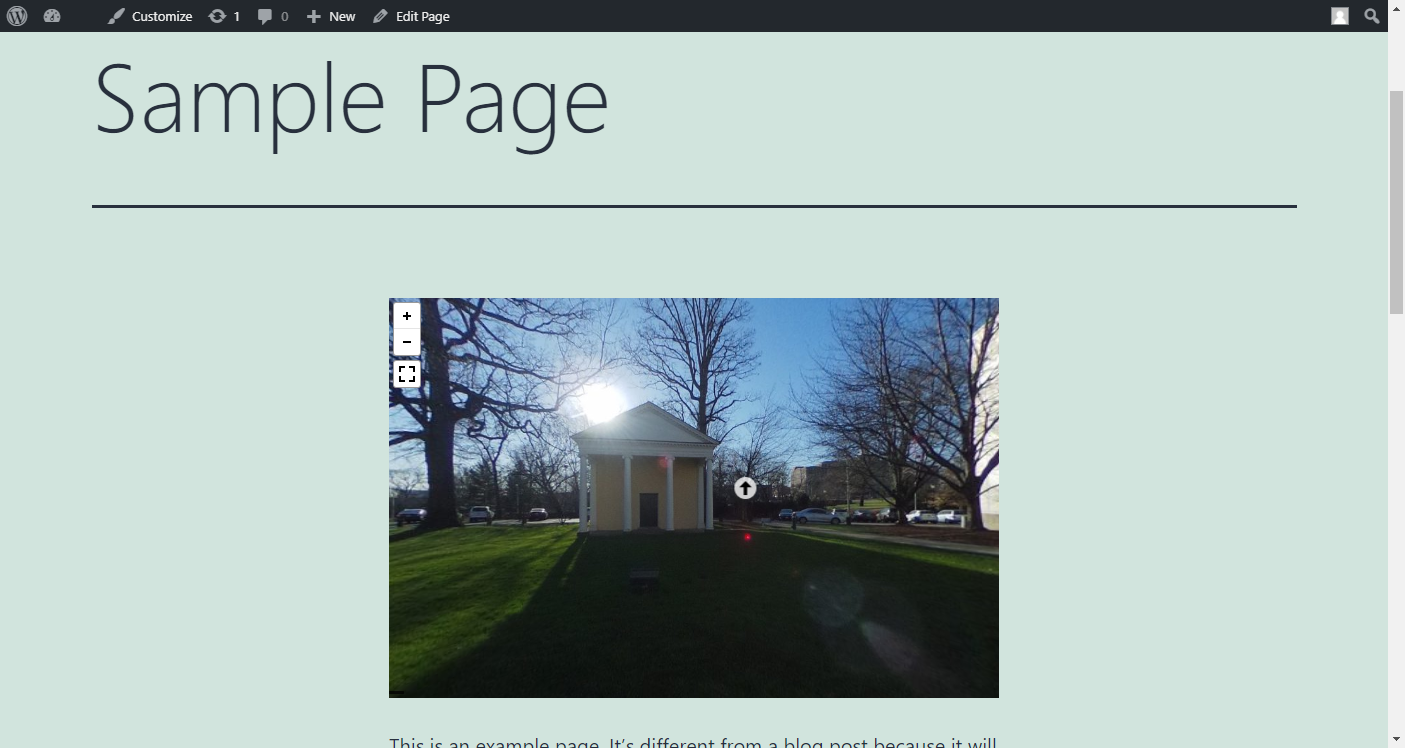 Customize 1 0 New Edit Page
Sample Page
+
−
This is an example page. It’s different from a blog post because it will